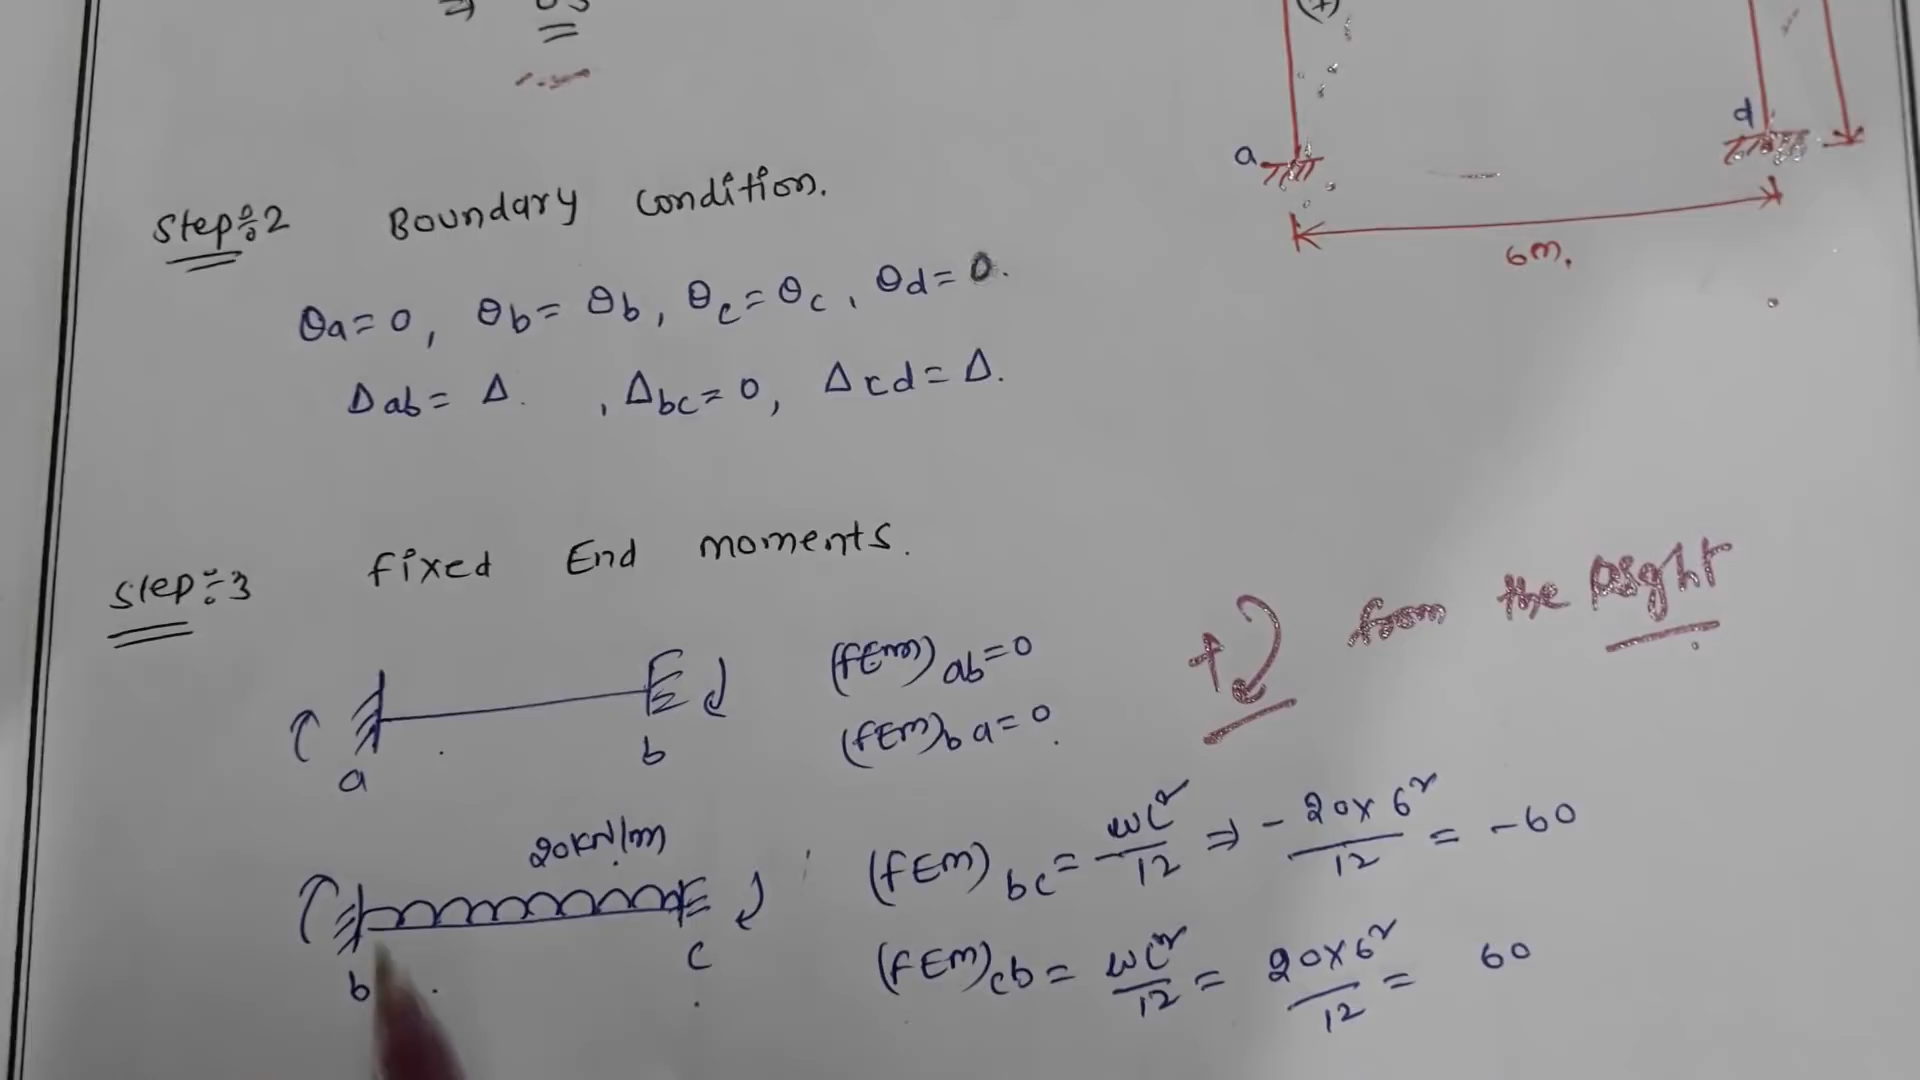 (+)
a
d
6m.
Step:2 Boundary Condition.
θa=0, θb=θb, θc=θc, θd=0.
Δab=Δ. , Δbc=0, Δcd=Δ.
Step:3 Fixed End moments.
a b (FEM)ab=0
(FEM)ba=0.
+ from the Right
20kN/m
b c (FEM)bc = -wl²/12 ⇒ -20×6²/12 = -60
(FEM)cb = wl²/12 = 20×6²/12 = 60